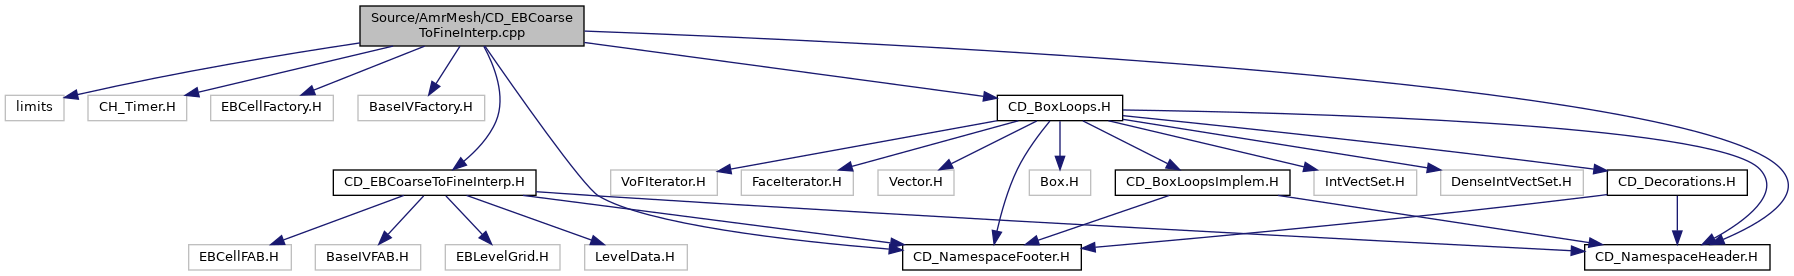 Source/AmrMesh/CD_EBCoarse
ToFineInterp.cpp
limits
CH_Timer.H
EBCellFactory.H
BaseIVFactory.H
CD_BoxLoops.H
CD_EBCoarseToFineInterp.H
VoFIterator.H
FaceIterator.H
Vector.H
Box.H
CD_BoxLoopsImplem.H
IntVectSet.H
DenseIntVectSet.H
CD_Decorations.H
EBCellFAB.H
BaseIVFAB.H
EBLevelGrid.H
LevelData.H
CD_NamespaceFooter.H
CD_NamespaceHeader.H